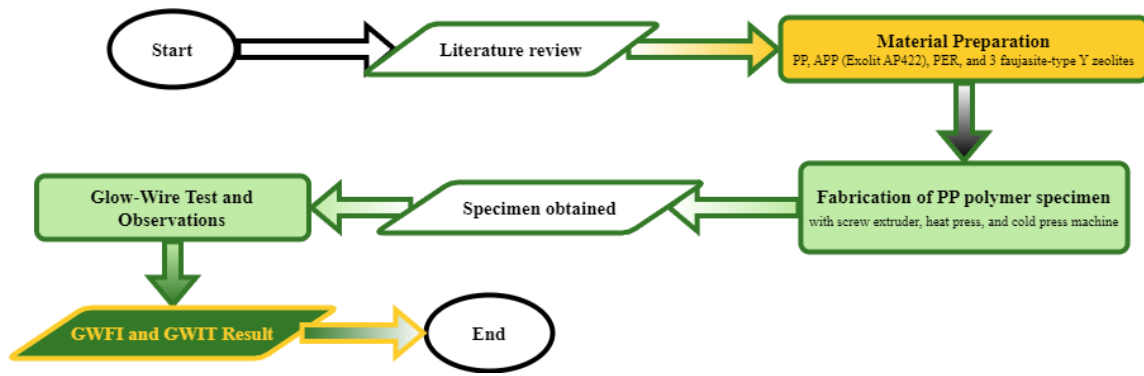 Start
Literature review
Material Preparation
PP, APP (Exolit AP422), PER, and 3 faujasite-type Y zeolites
Fabrication of PP polymer specimen
with screw extruder, heat press, and cold press machine
Specimen obtained
Glow-Wire Test and
Observations
GWFI and GWIT Result
End